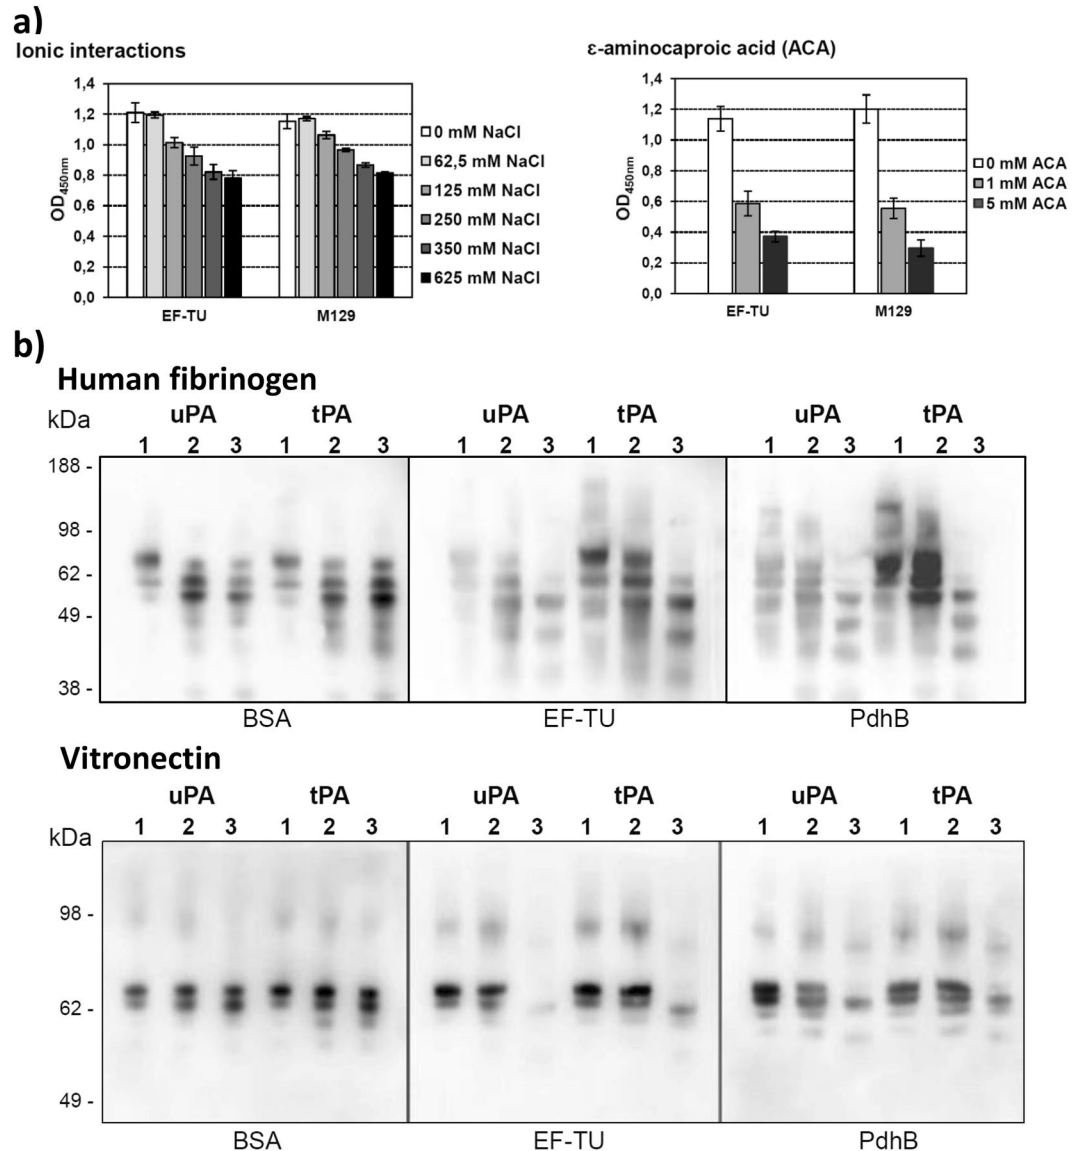 a)
Ionic interactions
1,4
1,2
1,0
0,8
0,6
0,4
0,2
0,0
OD450nm
EF-TU
M129
0 mM NaCl
62,5 mM NaCl
125 mM NaCl
250 mM NaCl
350 mM NaCl
625 mM NaCl
ε-aminocaproic acid (ACA)
1,4
1,2
1,0
0,8
0,6
0,4
0,2
0,0
OD450nm
EF-TU
M129
0 mM ACA
1 mM ACA
5 mM ACA
b)
Human fibrinogen
kDa
uPA tPA uPA tPA uPA tPA
1 2 3 1 2 3 1 2 3 1 2 3 1 2 3 1 2 3
188 -
98 -
62 -
49 -
38 -
BSA EF-TU PdhB
Vitronectin
uPA tPA uPA tPA uPA tPA
kDa
1 2 3 1 2 3 1 2 3 1 2 3 1 2 3 1 2 3
98 -
62 -
49 -
BSA EF-TU PdhB